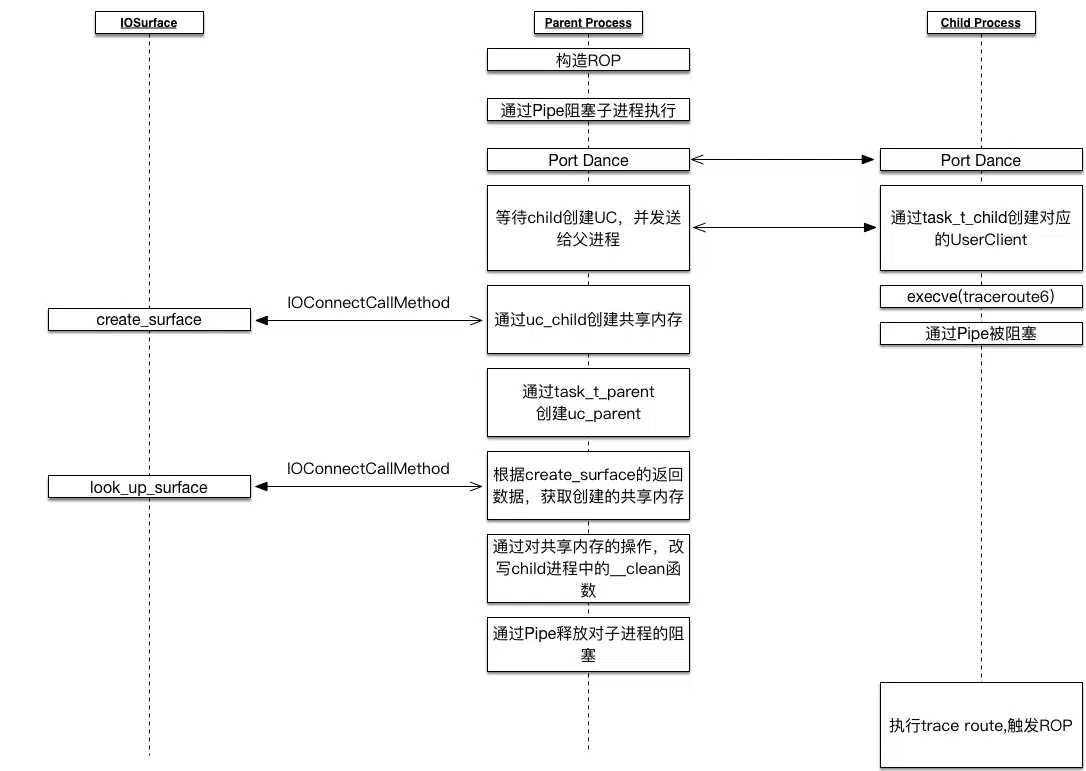 IOSurface
Parent Process
Child Process
构造ROP
通过Pipe阻塞子进程执行
Port Dance
Port Dance
等待child创建UC，并发送
给父进程
通过task_t_child创建对应
的UserClient
execve(traceroute6)
IOConnectCallMethod
create_surface
通过uc_child创建共享内存
通过Pipe被阻塞
通过task_t_parent
创建uc_parent
IOConnectCallMethod
look_up_surface
根据create_surface的返回
数据，获取创建的共享内存
通过对共享内存的操作，改
写child进程中的__clean函
数
通过Pipe释放对子进程的阻
塞
执行trace route,触发ROP